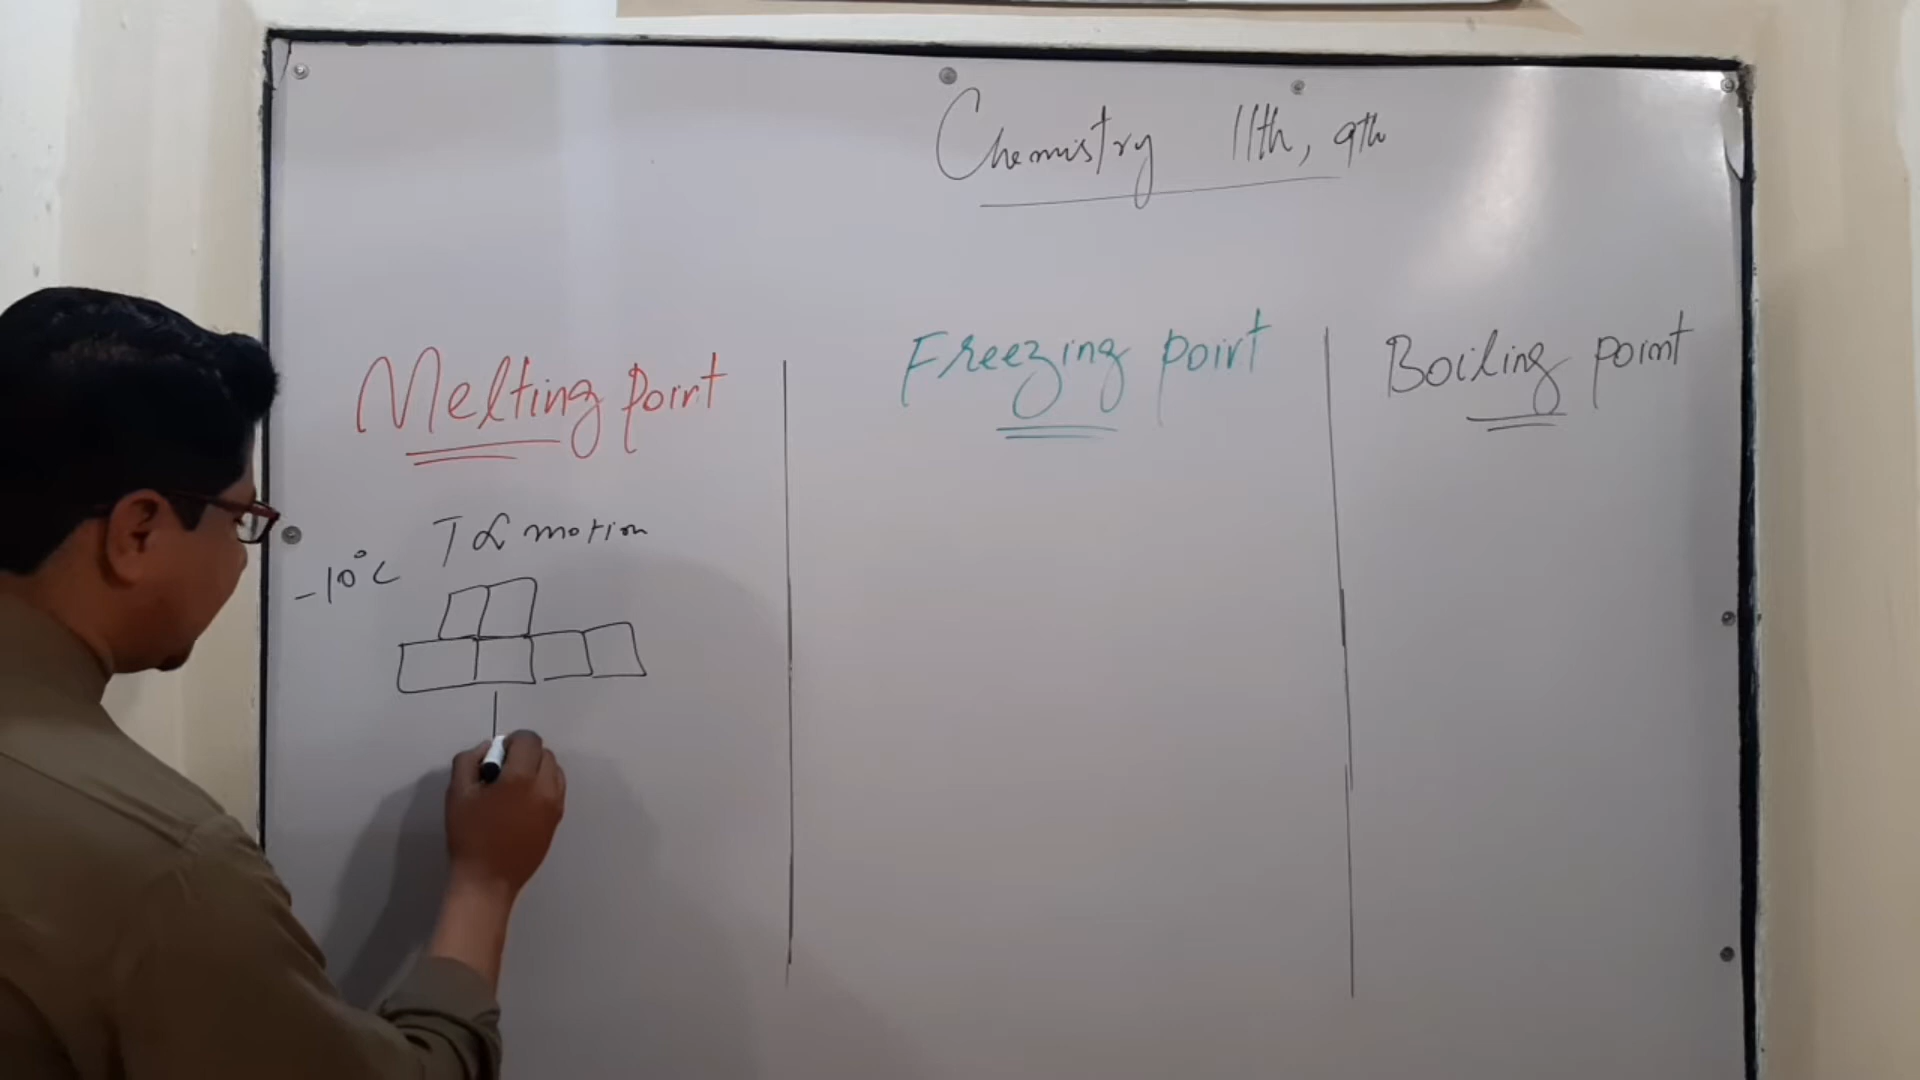 Chemistry 11th, 9th
Melting point
Freezing point
Boiling point
T ∝ motion
-10°C